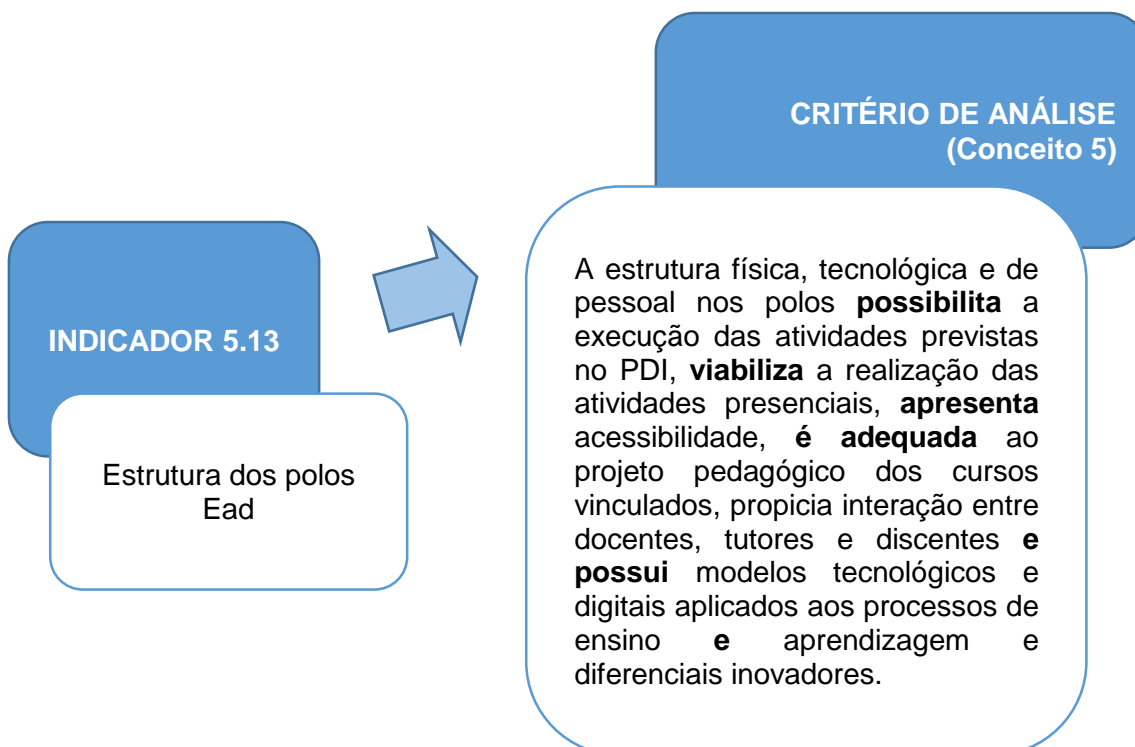 INDICADOR 5.13
Estrutura dos polos
Ead
CRITÉRIO DE ANÁLISE
(Conceito 5)
A estrutura física, tecnológica e de
pessoal nos polos possibilita a
execução das atividades previstas
no PDI, viabiliza a realização das
atividades presenciais, apresenta
acessibilidade, é adequada ao
projeto pedagógico dos cursos
vinculados, propicia interação entre
docentes, tutores e discentes e
possui modelos tecnológicos e
digitais aplicados aos processos de
ensino e aprendizagem e
diferenciais inovadores.